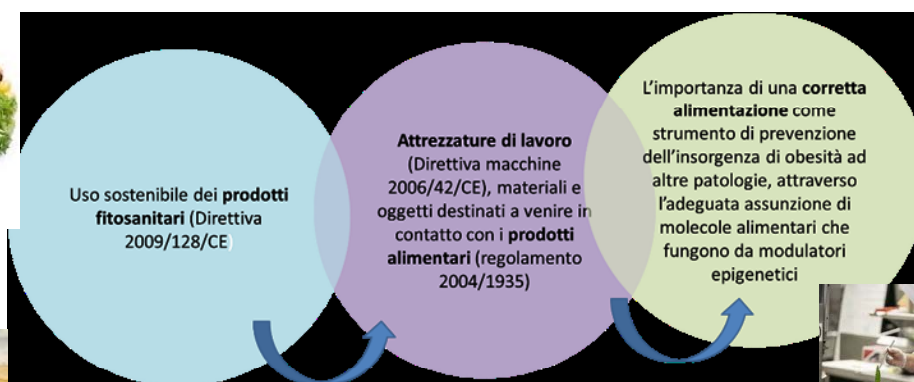 Uso sostenibile dei prodotti
fitosanitari (Direttiva
2009/128/CE)
Attrezzature di lavoro
(Direttiva macchine
2006/42/CE), materiali e
oggetti destinati a venire in
contatto con i prodotti
alimentari (regolamento
2004/1935)
L'importanza di una corretta
alimentazione come
strumento di prevenzione
dell'insorgenza di obesità ad
altre patologie, attraverso
l'adeguata assunzione di
molecole alimentari che
fungono da modulatori
epigenetici